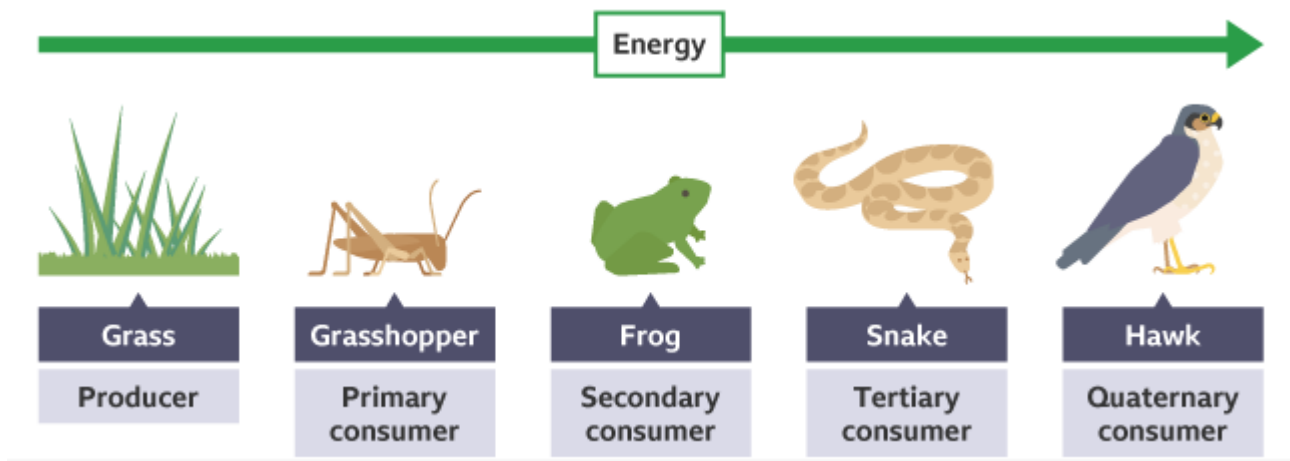 Energy
Grass
Grasshopper
Frog
Snake
Hawk
Producer
Primary
consumer
Secondary
consumer
Tertiary
consumer
Quaternary
consumer